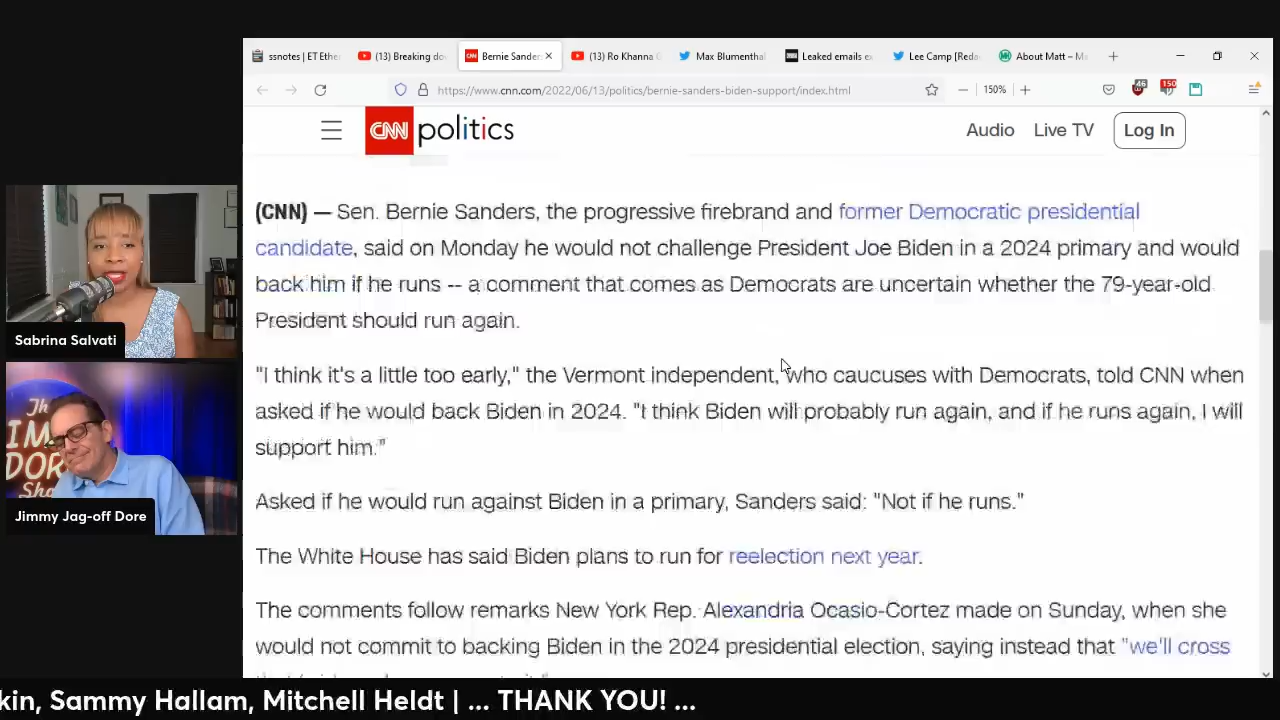 ssnotes | ET Ether
(13) Breaking do
Bernie Sander
(13) Ro Khanna
Max Blumenthal
Leaked emails e
Lee Camp [Reda
About Matt – M
https://www.cnn.com/2022/06/13/politics/bernie-sanders-biden-support/index.html
150%
46
150
CNN politics
Audio Live TV Log In
(CNN) — Sen. Bernie Sanders, the progressive firebrand and former Democratic presidential
candidate, said on Monday he would not challenge President Joe Biden in a 2024 primary and would
back him if he runs -- a comment that comes as Democrats are uncertain whether the 79-year-old
President should run again.
"I think it's a little too early," the Vermont independent, who caucuses with Democrats, told CNN when
asked if he would back Biden in 2024. "I think Biden will probably run again, and if he runs again, I will
support him."
Asked if he would run against Biden in a primary, Sanders said: "Not if he runs."
The White House has said Biden plans to run for reelection next year.
The comments follow remarks New York Rep. Alexandria Ocasio-Cortez made on Sunday, when she
would not commit to backing Biden in the 2024 presidential election, saying instead that "we'll cross
Sabrina Salvati
Jimmy Jag-off Dore
kin, Sammy Hallam, Mitchell Heldt | ... THANK YOU! ...